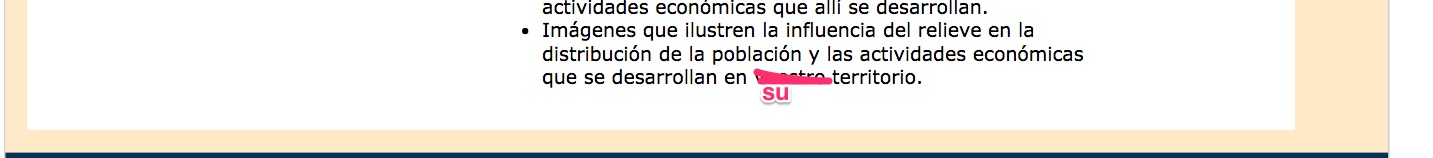 actividades económicas que allí se desarrollan.
• Imágenes que ilustren la influencia del relieve en la
distribución de la población y las actividades económicas
que se desarrollan en territorio.
su